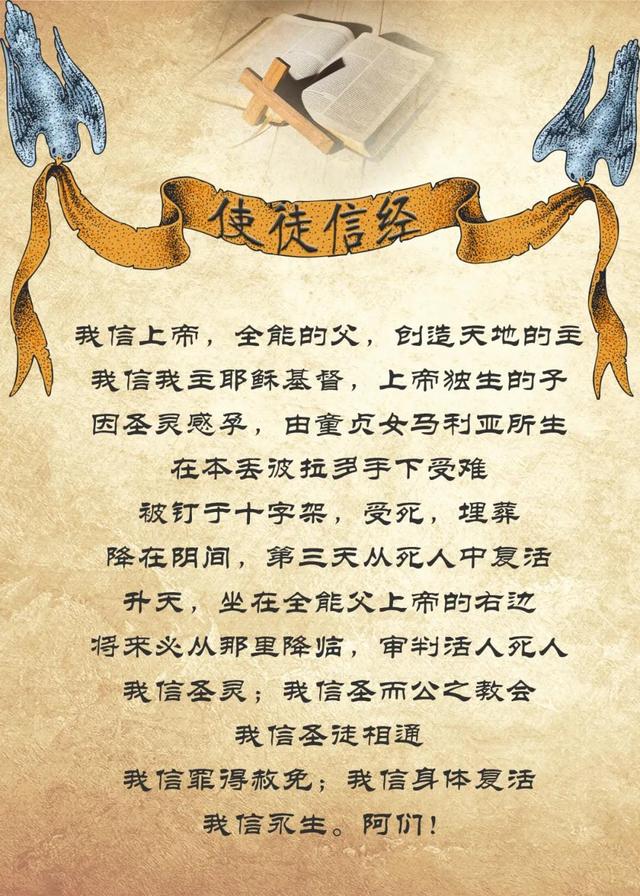 使徒信经
我信上帝，全能的父，创造天地的主
我信我主耶稣基督，上帝独生的子
因圣灵感孕，由童贞女马利亚所生
在本丢波拉多手下受难
被钉于十字架，受死，埋葬
降在阴间，第三天从死人中复活
升天，坐在全能父上帝的右边
将来必从那里降临，审判活人死人
我信圣灵；我信圣而公之教会
我信圣徒相通
我信罪得赦免；我信身体复活
我信永生。阿们！